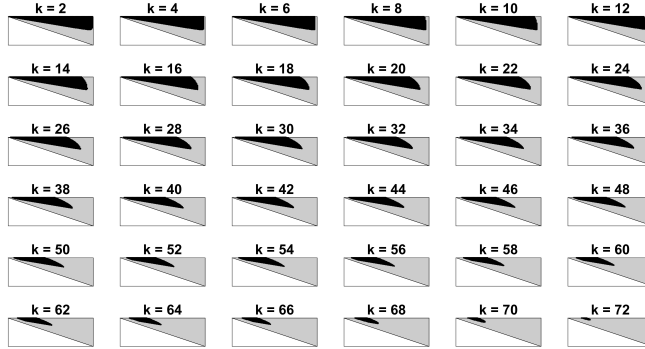 k = 2 k = 4 k = 6 k = 8 k = 10 k = 12
k = 14 k = 16 k = 18 k = 20 k = 22 k = 24
k = 26 k = 28 k = 30 k = 32 k = 34 k = 36
k = 38 k = 40 k = 42 k = 44 k = 46 k = 48
k = 50 k = 52 k = 54 k = 56 k = 58 k = 60
k = 62 k = 64 k = 66 k = 68 k = 70 k = 72